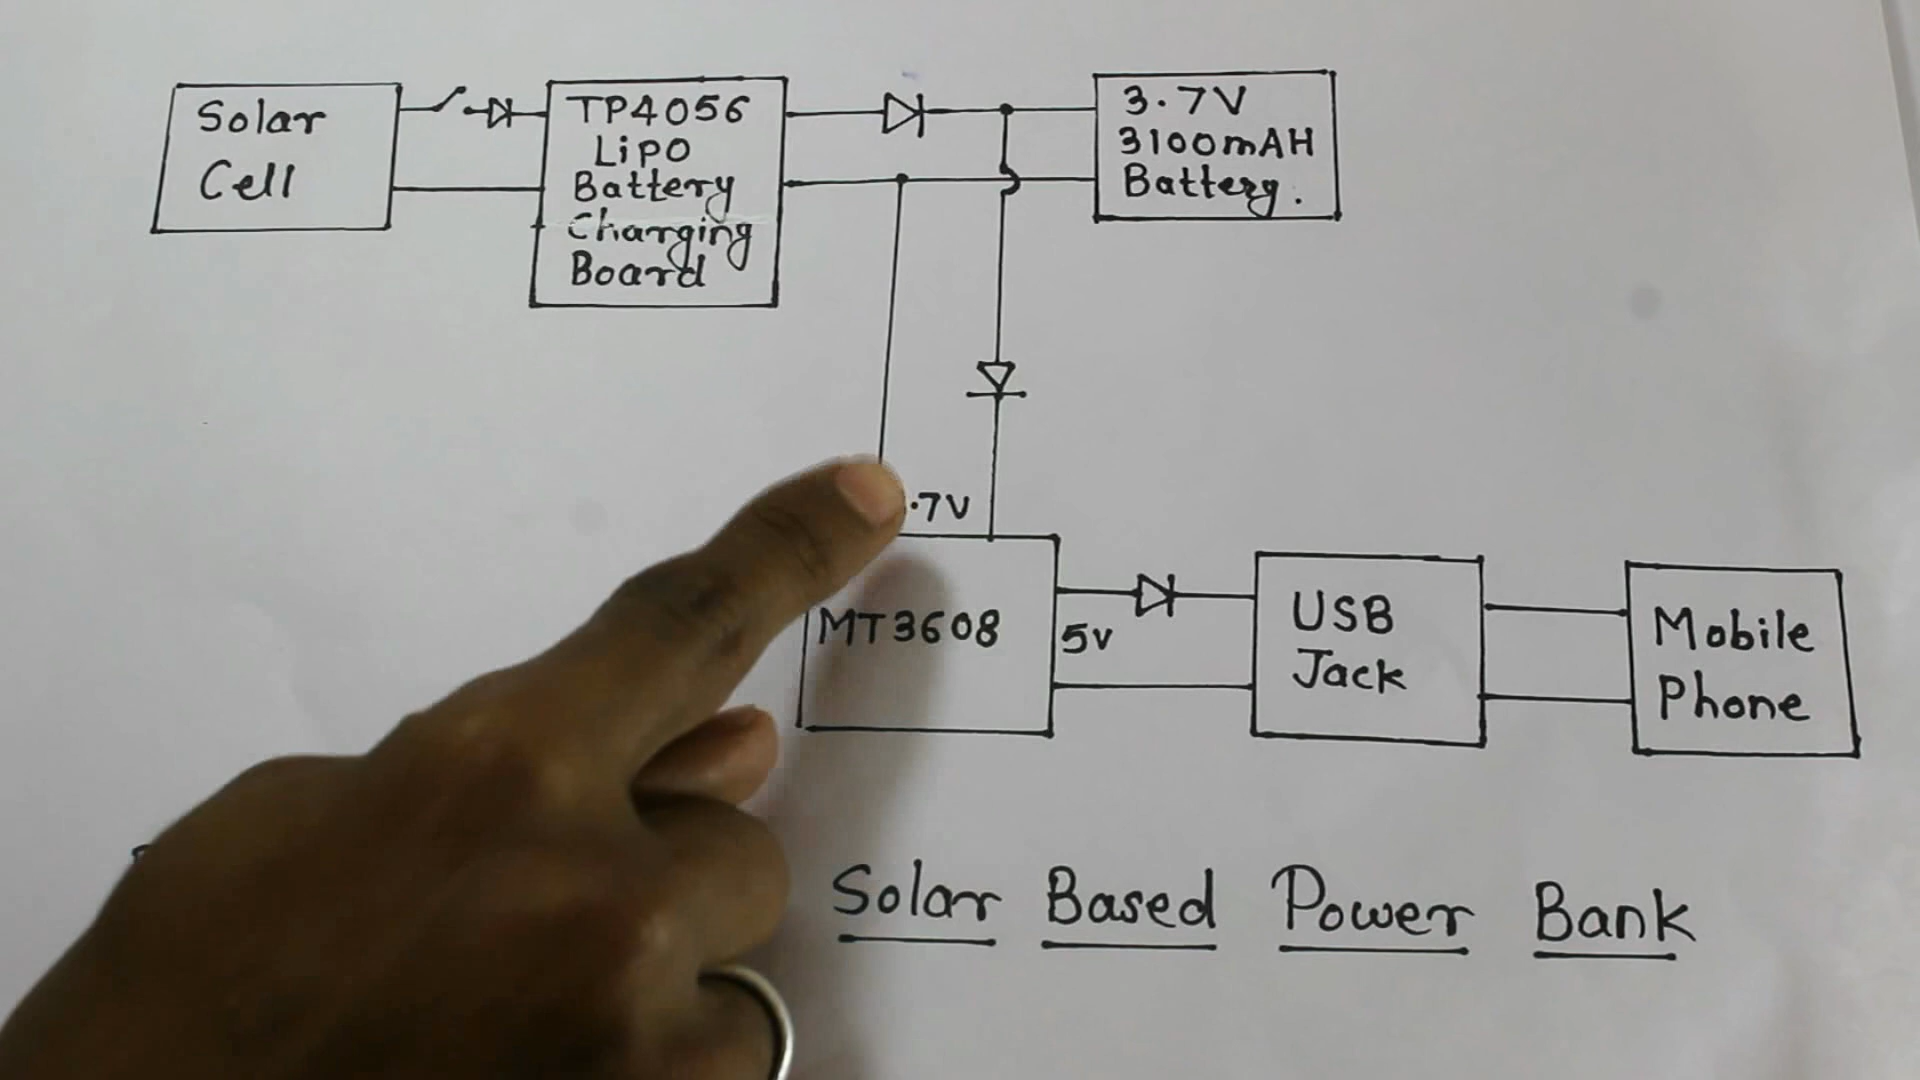 Solar
Cell
TP4056
LiPO
Battery
Charging
Board
3.7V
3100mAH
Battery.
.7V
MT3608
5V
USB
Jack
Mobile
Phone
Solar Based Power Bank